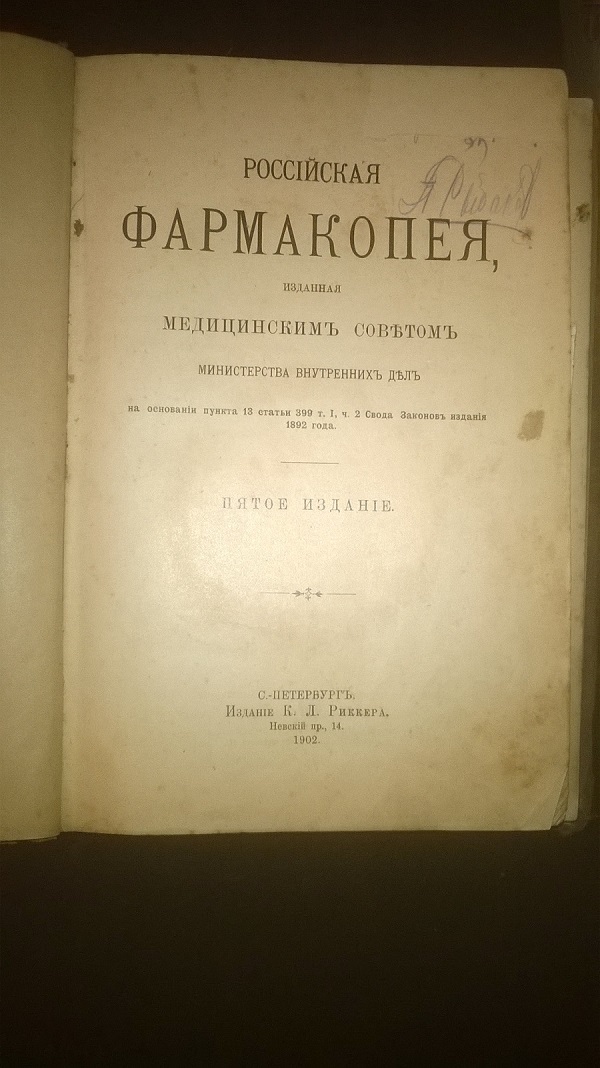 РОССІЙСКАЯ
ФАРМАКОПЕЯ,
ИЗДАННАЯ
МЕДИЦИНСКИМЪ СОВѢТОМЪ
МИНИСТЕРСТВА ВНУТРЕННИХЪ ДѢЛЪ
на основаніи пункта 13 статьи 399 т. I, ч. 2 Свода Законовъ изданія
1892 года.
ПЯТОЕ ИЗДАНІЕ.
С.-ПЕТЕРБУРГЪ.
Изданіе К. Л. Риккера.
Невскій пр., 14.
1902.